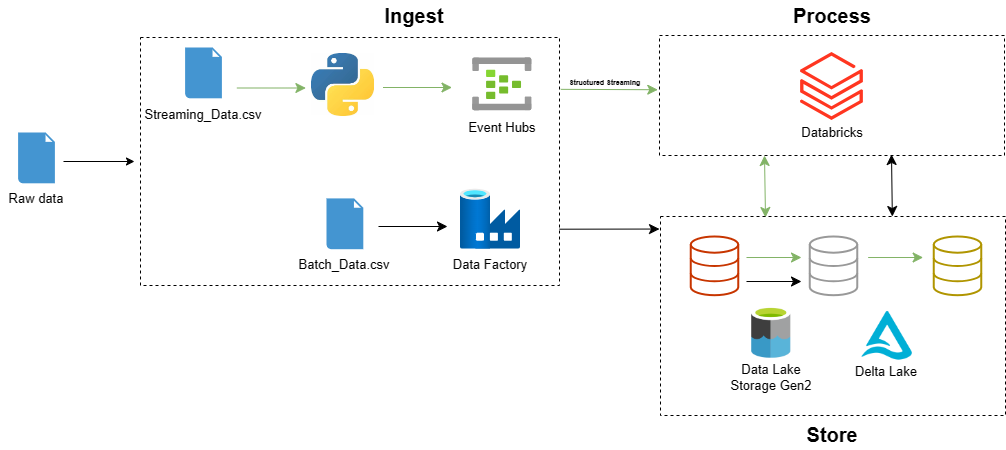 Ingest
Process
Streaming_Data.csv
Event Hubs
Structured Streaming
Databricks
Raw data
Batch_Data.csv
Data Factory
Data Lake
Storage Gen2
Delta Lake
Store